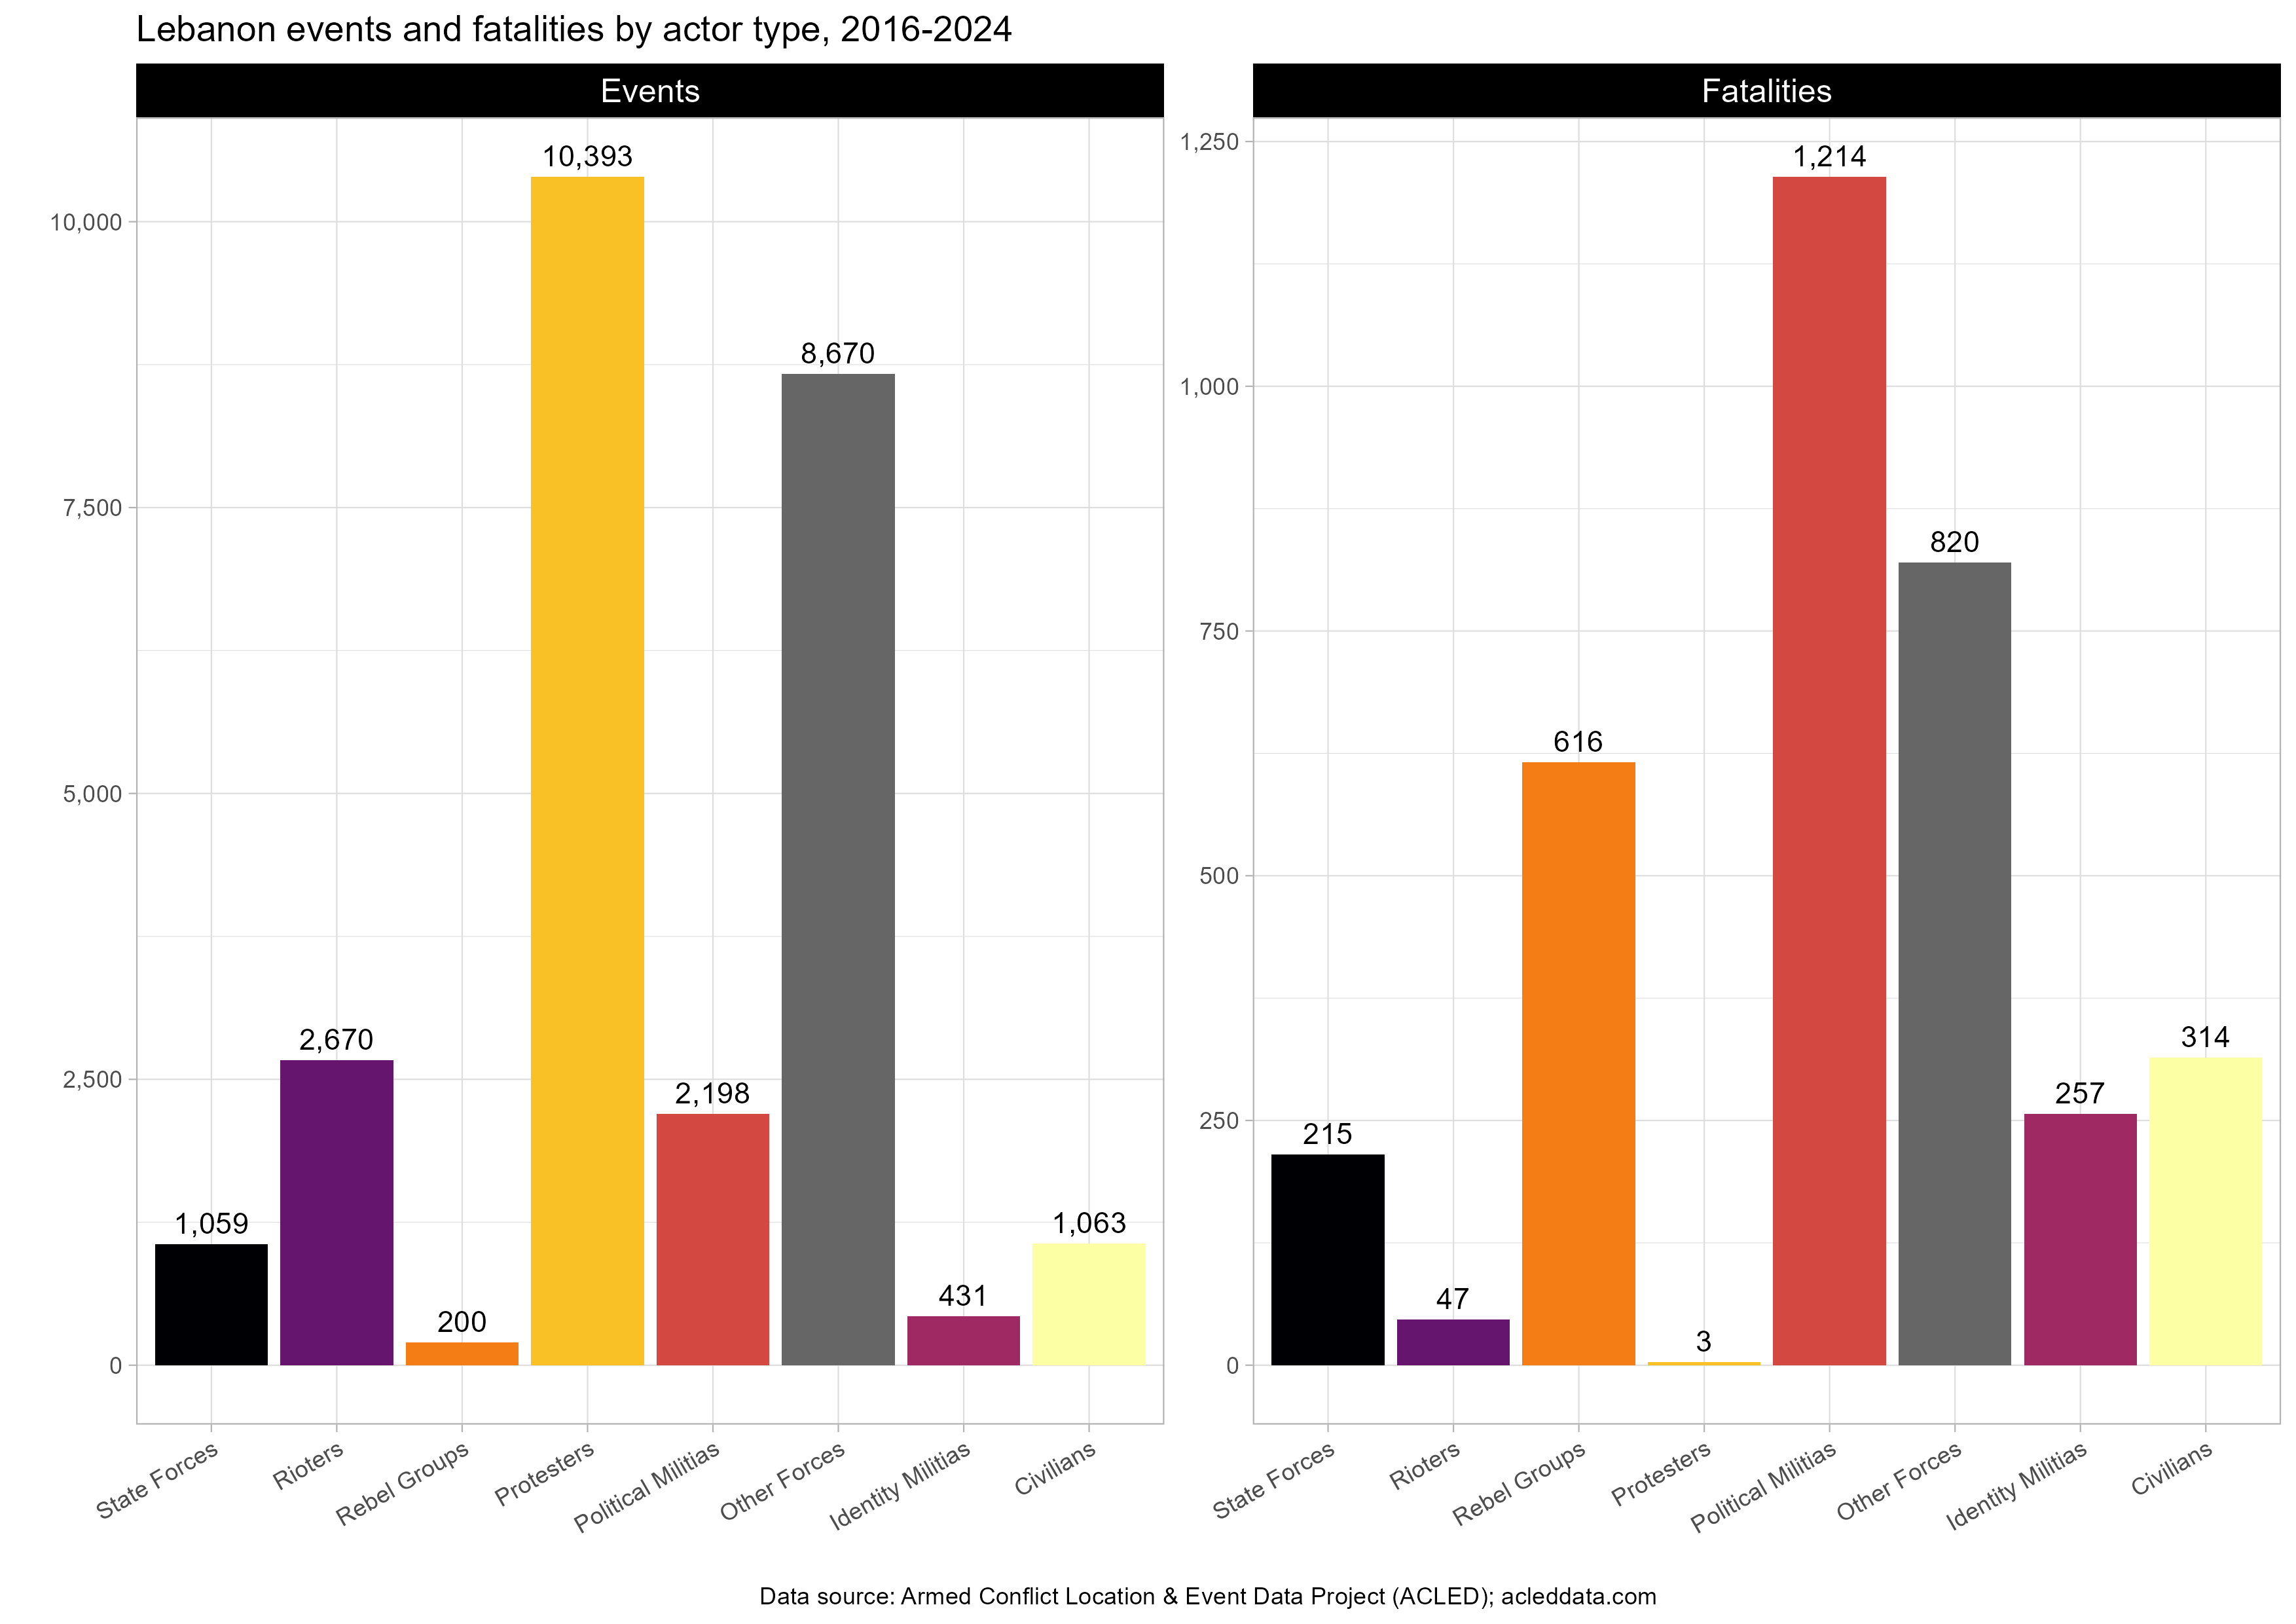 Lebanon events and fatalities by actor type, 2016-2024
Events
10,000
7,500
5,000
2,500
0
1,059
2,670
200
10,393
2,198
8,670
431
1,063
State Forces
Rioters
Rebel Groups
Protesters
Political Militias
Other Forces
Identity Militias
Civilians
Fatalities
1,250
1,000
750
500
250
0
215
47
616
3
1,214
820
257
314
State Forces
Rioters
Rebel Groups
Protesters
Political Militias
Other Forces
Identity Militias
Civilians
Data source: Armed Conflict Location & Event Data Project (ACLED); acleddata.com